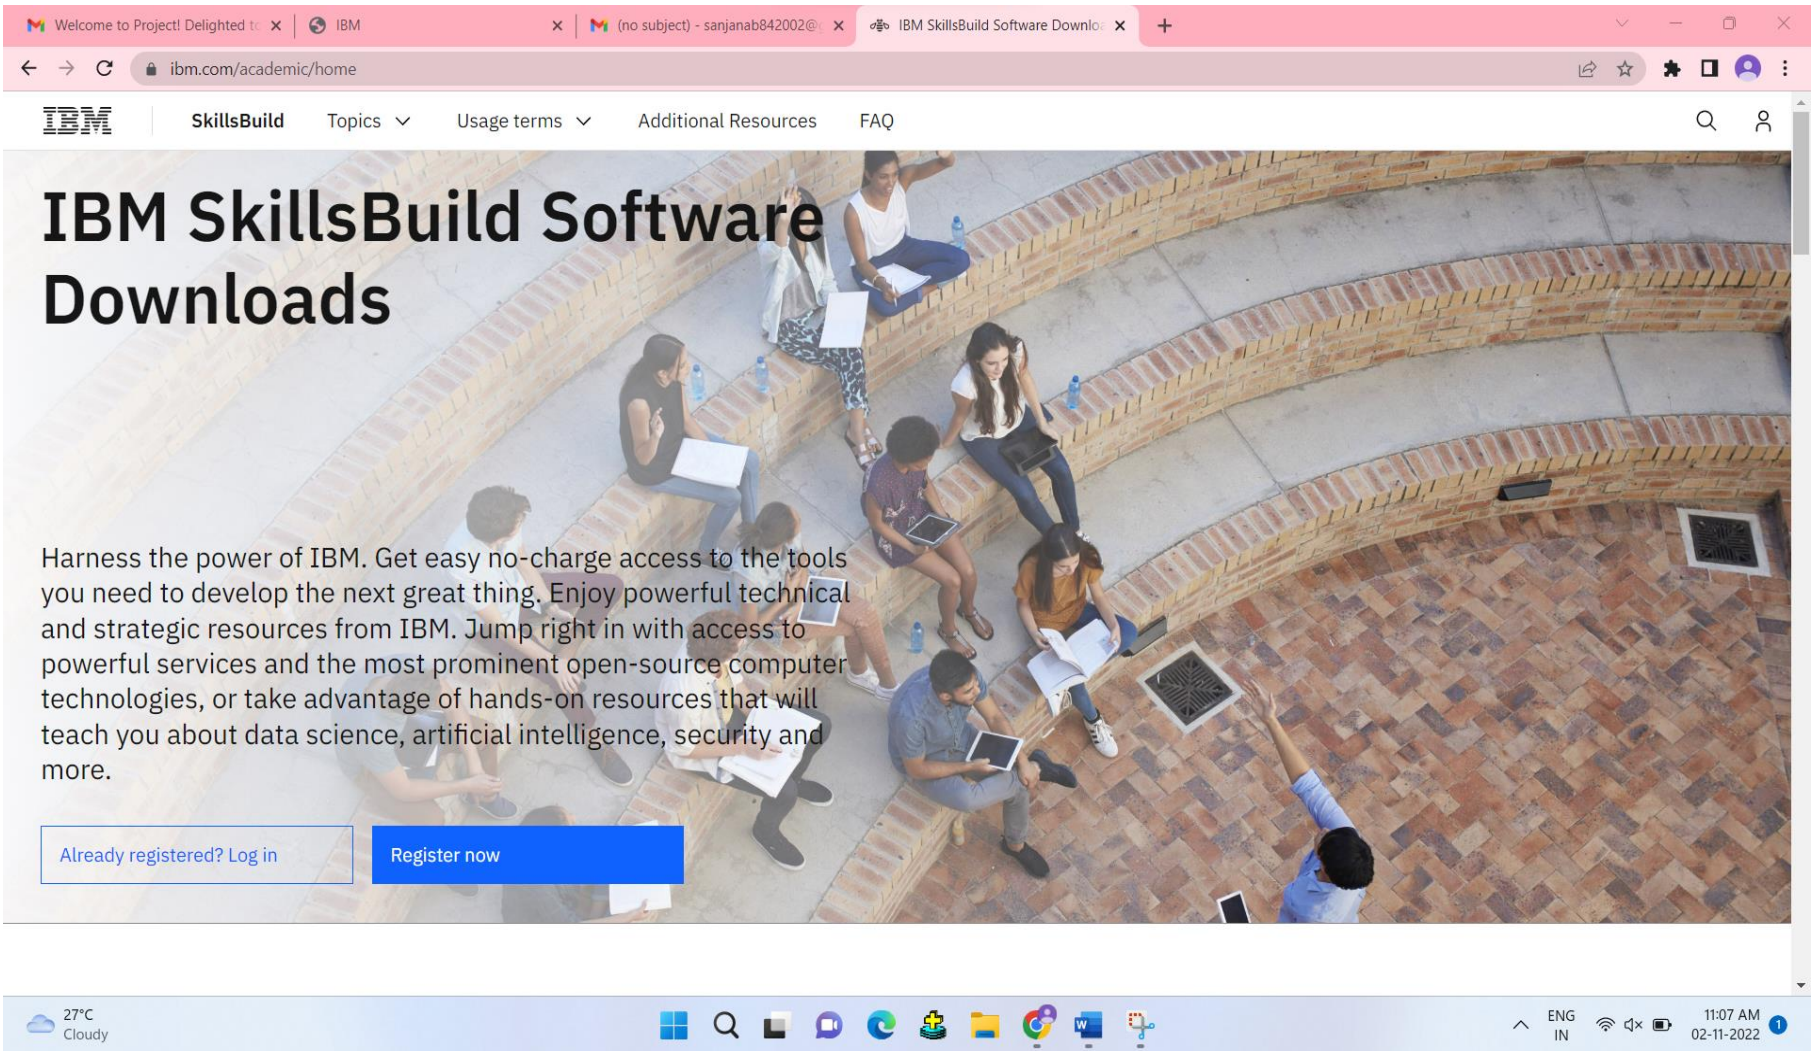 Welcome to Project! Delighted to
IBM
(no subject) - sanjanab842002@g
IBM SkillsBuild Software Downloa
ibm.com/academic/home
IBM
SkillsBuild
Topics
Usage terms
Additional Resources
FAQ
IBM SkillsBuild Software
Downloads
Harness the power of IBM. Get easy no-charge access to the tools
you need to develop the next great thing. Enjoy powerful technical
and strategic resources from IBM. Jump right in with access to
powerful services and the most prominent open-source computer
technologies, or take advantage of hands-on resources that will
teach you about data science, artificial intelligence, security and
more.
Already registered? Log in
Register now
27°C
Cloudy
ENG
IN
11:07 AM
02-11-2022
1